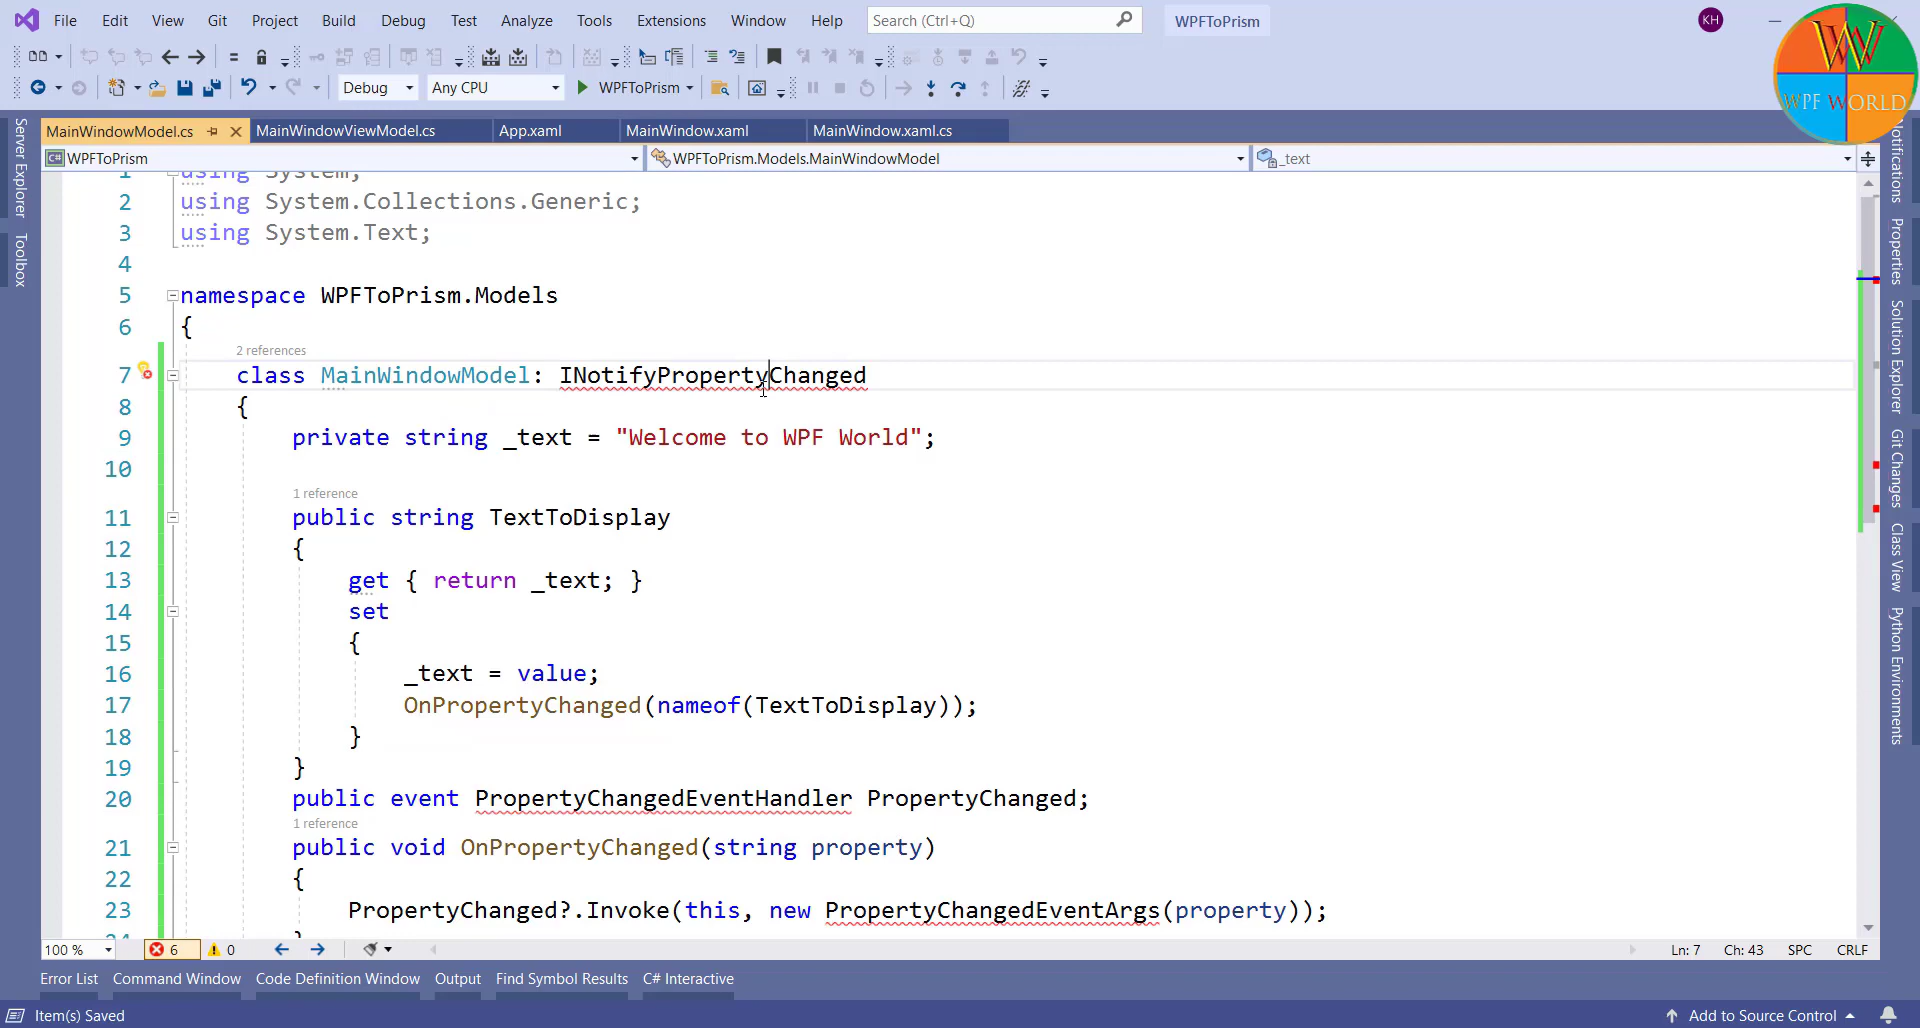 File Edit View Git Project Build Debug Test Analyze Tools Extensions Window Help Search (Ctrl+Q) WPFToPrism KH
Debug Any CPU WPFToPrism
W
WPF WORLD
MainWindowModel.cs MainWindowViewModel.cs App.xaml MainWindow.xaml MainWindow.xaml.cs
C# WPFToPrism WPFToPrism.Models.MainWindowModel _text
Server Explorer
Toolbox
1 using System;
2 using System.Collections.Generic;
3 using System.Text;
4
5 namespace WPFToPrism.Models
6 {
2 references
7 class MainWindowModel: INotifyPropertyChanged
8 {
9 private string _text = "Welcome to WPF World";
10
1 reference
11 public string TextToDisplay
12 {
13 get { return _text; }
14 set
15 {
16 _text = value;
17 OnPropertyChanged(nameof(TextToDisplay));
18 }
19 }
20 public event PropertyChangedEventHandler PropertyChanged;
1 reference
21 public void OnPropertyChanged(string property)
22 {
23 PropertyChanged?.Invoke(this, new PropertyChangedEventArgs(property));
Notifications
Properties
Solution Explorer
Git Changes
Class View
Python Environments
100 % 6 0 Ln: 7 Ch: 43 SPC CRLF
Error List Command Window Code Definition Window Output Find Symbol Results C# Interactive
Item(s) Saved Add to Source Control